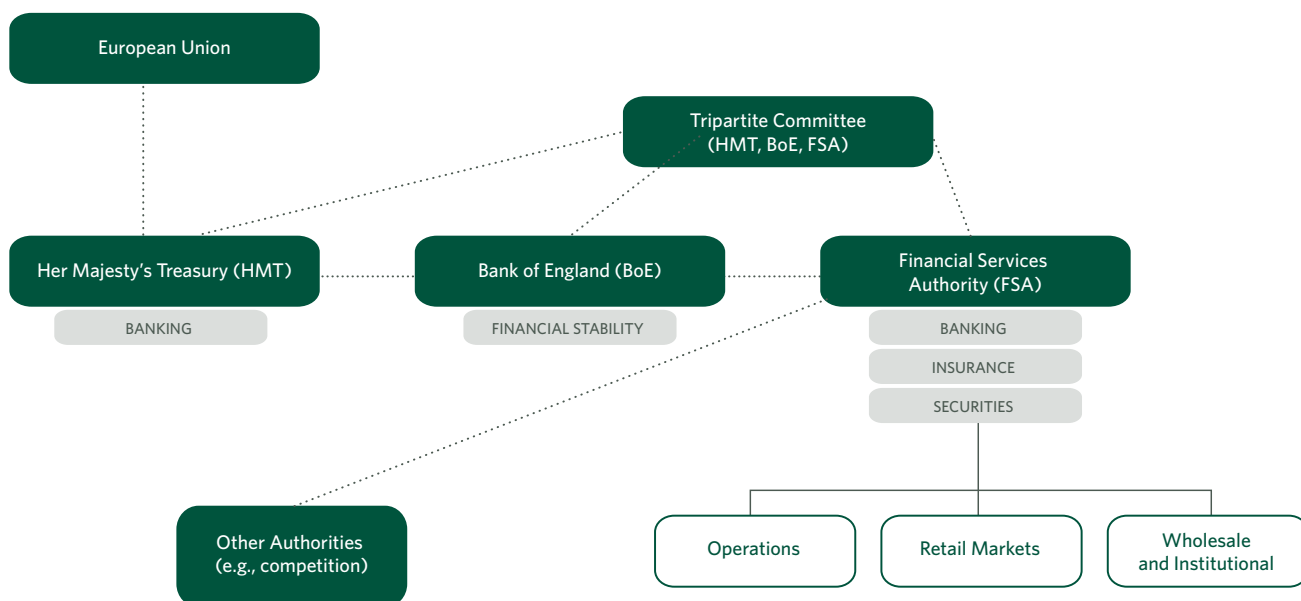 European Union
Tripartite Committee
(HMT, BoE, FSA)
Her Majesty’s Treasury (HMT)
Bank of England (BoE)
Financial Services
Authority (FSA)
BANKING
FINANCIAL STABILITY
BANKING
INSURANCE
SECURITIES
Other Authorities
(e.g., competition)
Operations
Retail Markets
Wholesale
and Institutional